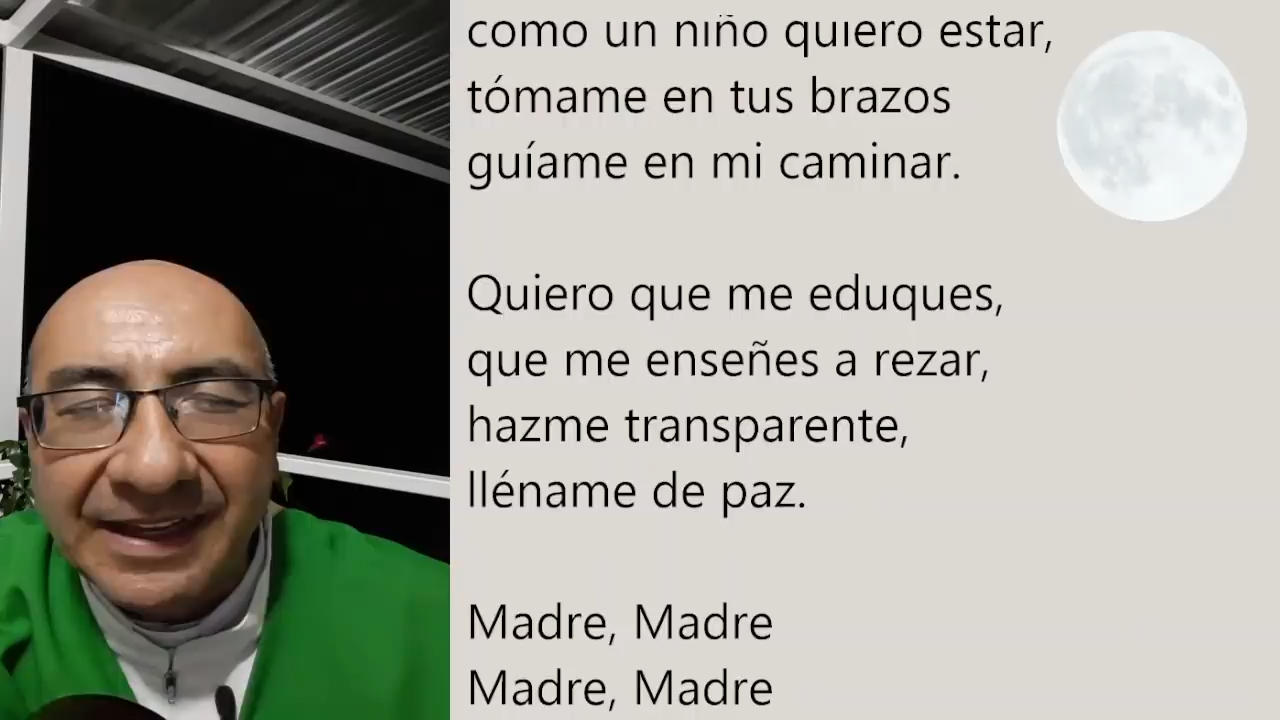 como un niño quiero estar,
tómame en tus brazos
guíame en mi caminar.
Quiero que me eduques,
que me enseñes a rezar,
hazme transparente,
lléname de paz.
Madre, Madre
Madre, Madre